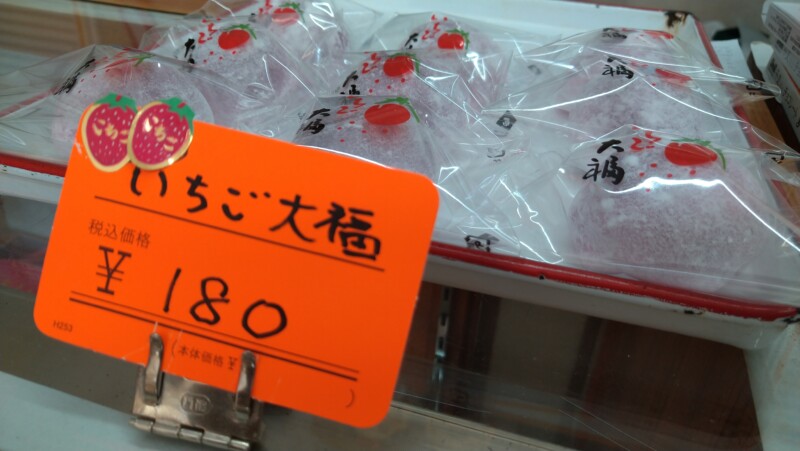 いちご
いちご
いちご大福
税込価格
¥ 180
(本体価格¥ )
H253
大福
大福
大福
大福